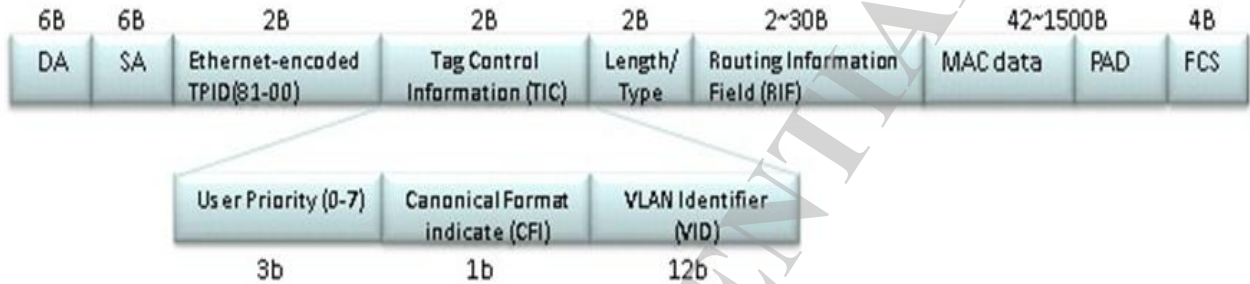 6B 6B 2B 2B 2B 2~30B 42~1500B 4B
DA SA Ethernet-encoded TPID(81-00) Tag Control Information (TIC) Length/ Type Routing Information Field (RIF) MAC data PAD FCS
User Priority (0-7) Canonical Format indicate (CFI) VLAN Identifier (VID)
3b 1b 12b